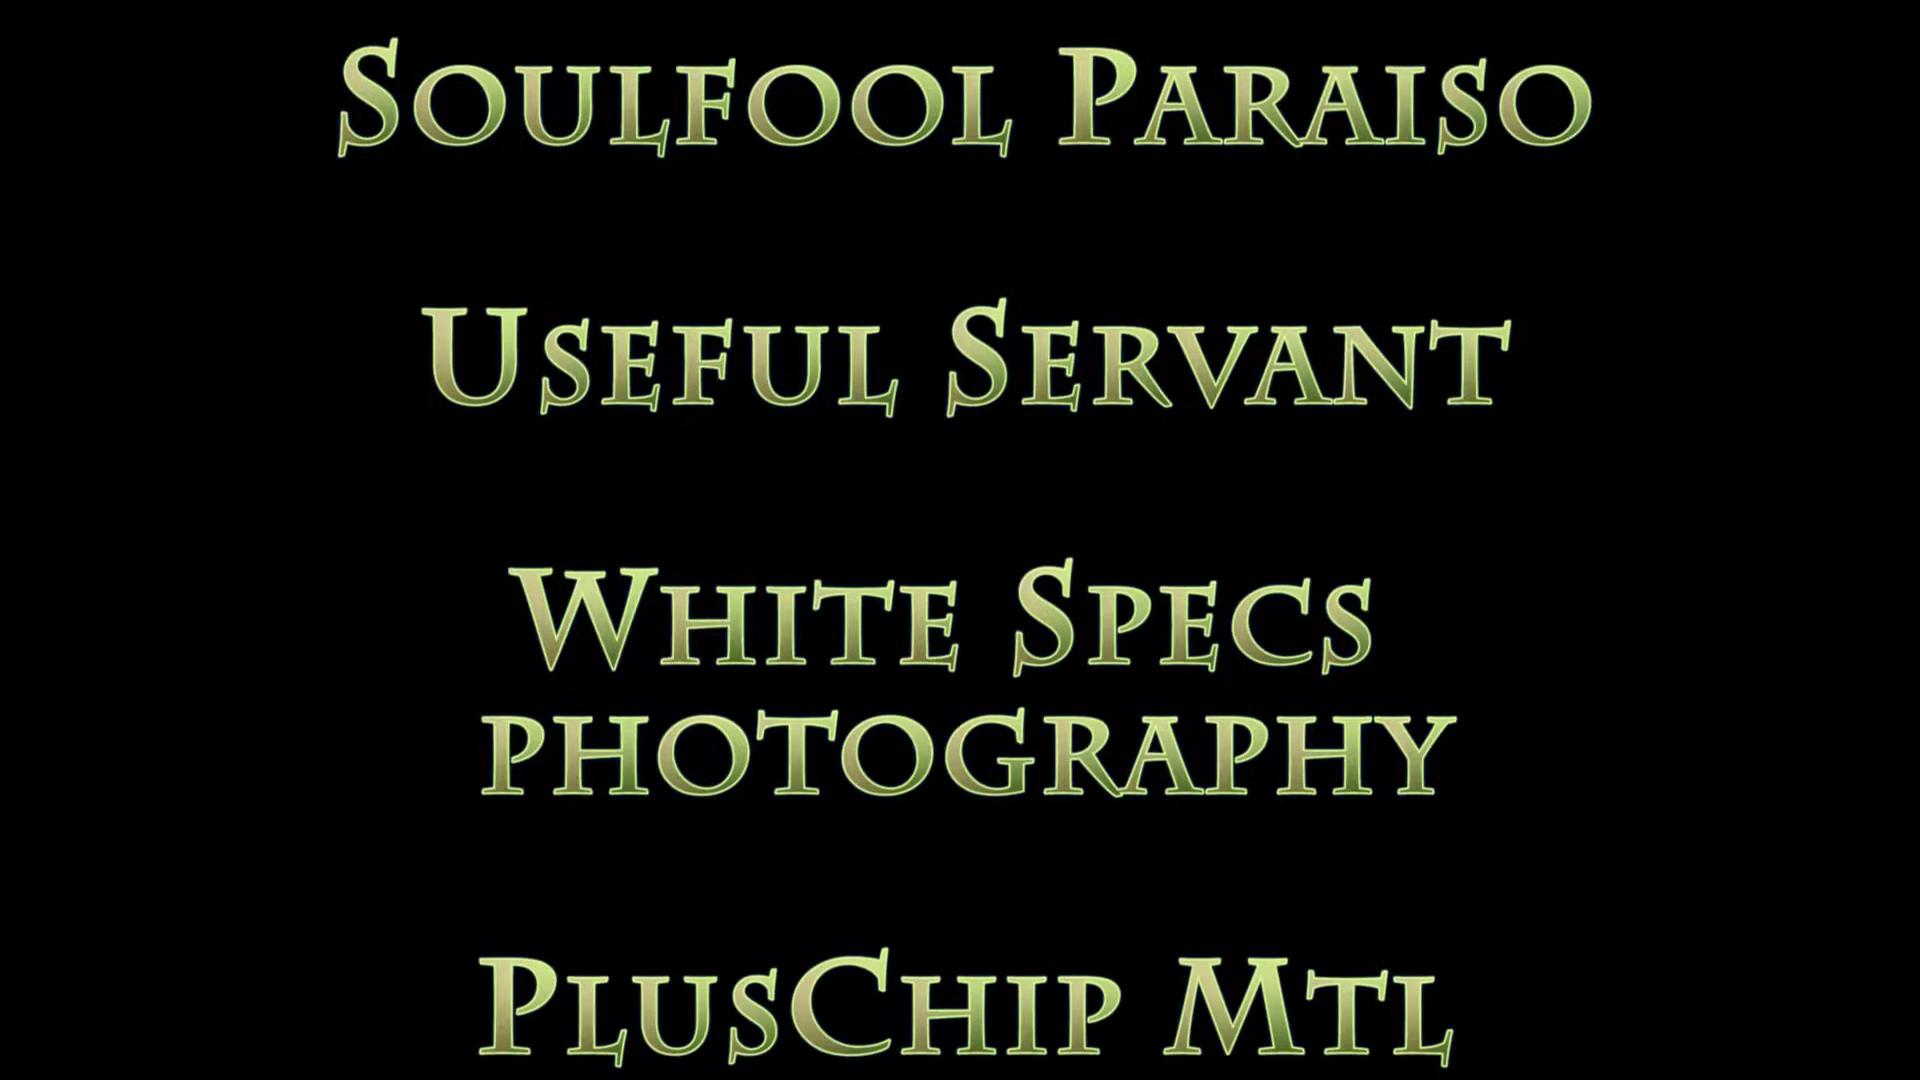 Soulfool Paraiso
Useful Servant
White Specs
photography
PlusChip Mtl